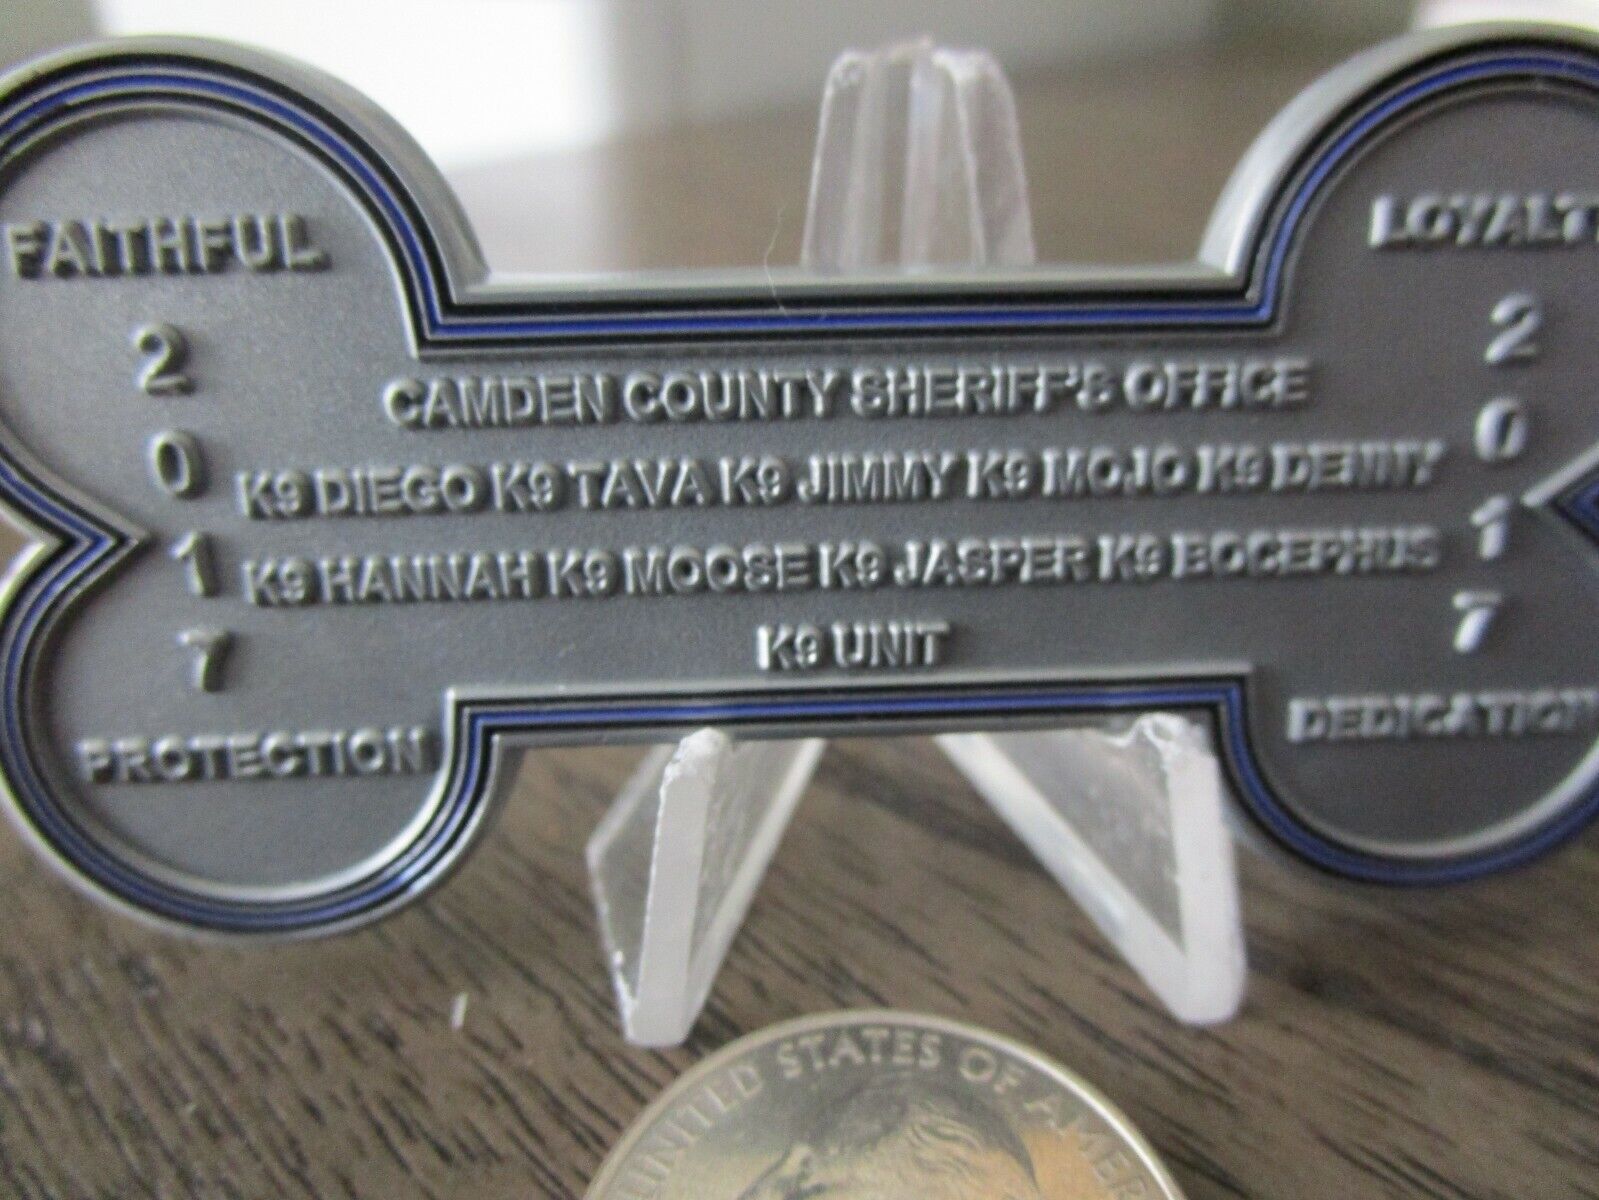 FAITHFUL
LOYALTY
2
0
1
7
CAMDEN COUNTY SHERIFF'S OFFICE
K9 DIEGO K9 TAVA K9 JIMMY K9 MOJO K9 DENNY
K9 HANNAH K9 MOOSE K9 JASPER K9 BOCEPHUS
K9 UNIT
2
0
1
7
PROTECTION
DEDICATION
UNITED STATES OF AMER